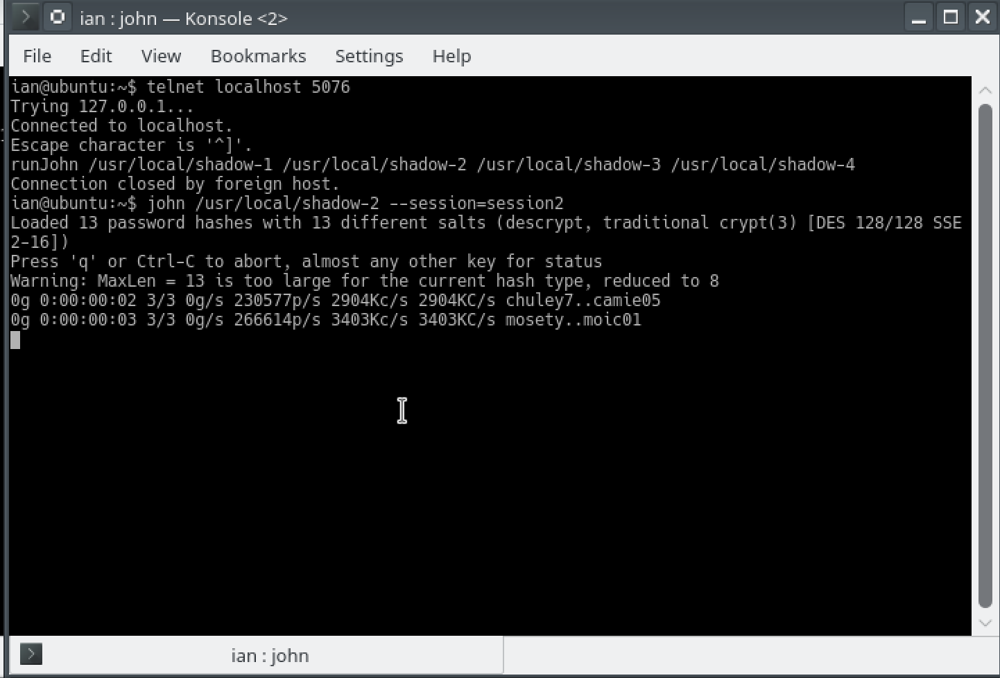 ian : john — Konsole <2>
File Edit View Bookmarks Settings Help
ian@ubuntu:~$ telnet localhost 5076
Trying 127.0.0.1...
Connected to localhost.
Escape character is '^]'.
runJohn /usr/local/shadow-1 /usr/local/shadow-2 /usr/local/shadow-3 /usr/local/shadow-4
Connection closed by foreign host.
ian@ubuntu:~$ john /usr/local/shadow-2 --session=session2
Loaded 13 password hashes with 13 different salts (descrypt, traditional crypt(3) [DES 128/128 SSE
2-16])
Press 'q' or Ctrl-C to abort, almost any other key for status
Warning: MaxLen = 13 is too large for the current hash type, reduced to 8
0g 0:00:00:02 3/3 0g/s 230577p/s 2904Kc/s 2904KC/s chuley7..camie05
0g 0:00:00:03 3/3 0g/s 266614p/s 3403Kc/s 3403KC/s mosety..moic01
ian : john